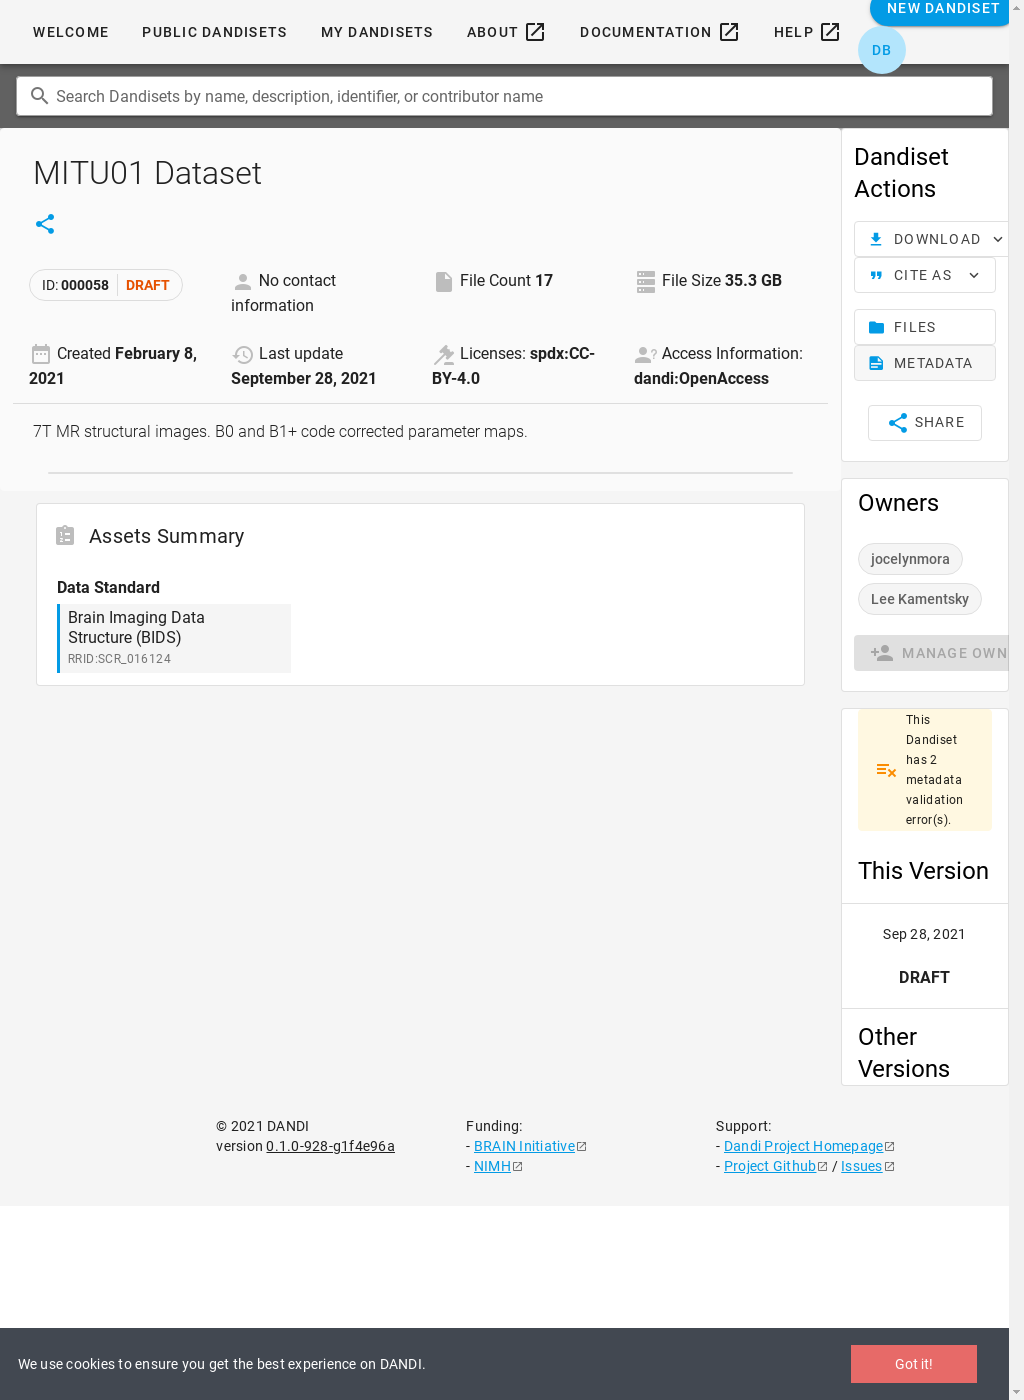 WELCOME
PUBLIC DANDISETS
MY DANDISETS
ABOUT
DOCUMENTATION
HELP
NEW DANDISET
DB
Search Dandisets by name, description, identifier, or contributor name
MITU01 Dataset
ID: 000058 DRAFT
No contact
information
File Count 17
File Size 35.3 GB
Created February 8,
2021
Last update
September 28, 2021
Licenses: spdx:CC-
BY-4.0
Access Information:
dandi:OpenAccess
7T MR structural images. B0 and B1+ code corrected parameter maps.
Assets Summary
Data Standard
Brain Imaging Data
Structure (BIDS)
RRID:SCR_016124
Dandiset
Actions
DOWNLOAD
CITE AS
FILES
METADATA
SHARE
Owners
jocelynmora
Lee Kamentsky
MANAGE OWN
This
Dandiset
has 2
metadata
validation
error(s).
This Version
Sep 28, 2021
DRAFT
Other
Versions
© 2021 DANDI
version 0.1.0-928-g1f4e96a
Funding:
- BRAIN Initiative
- NIMH
Support:
- Dandi Project Homepage
- Project Github / Issues
We use cookies to ensure you get the best experience on DANDI.
Got it!